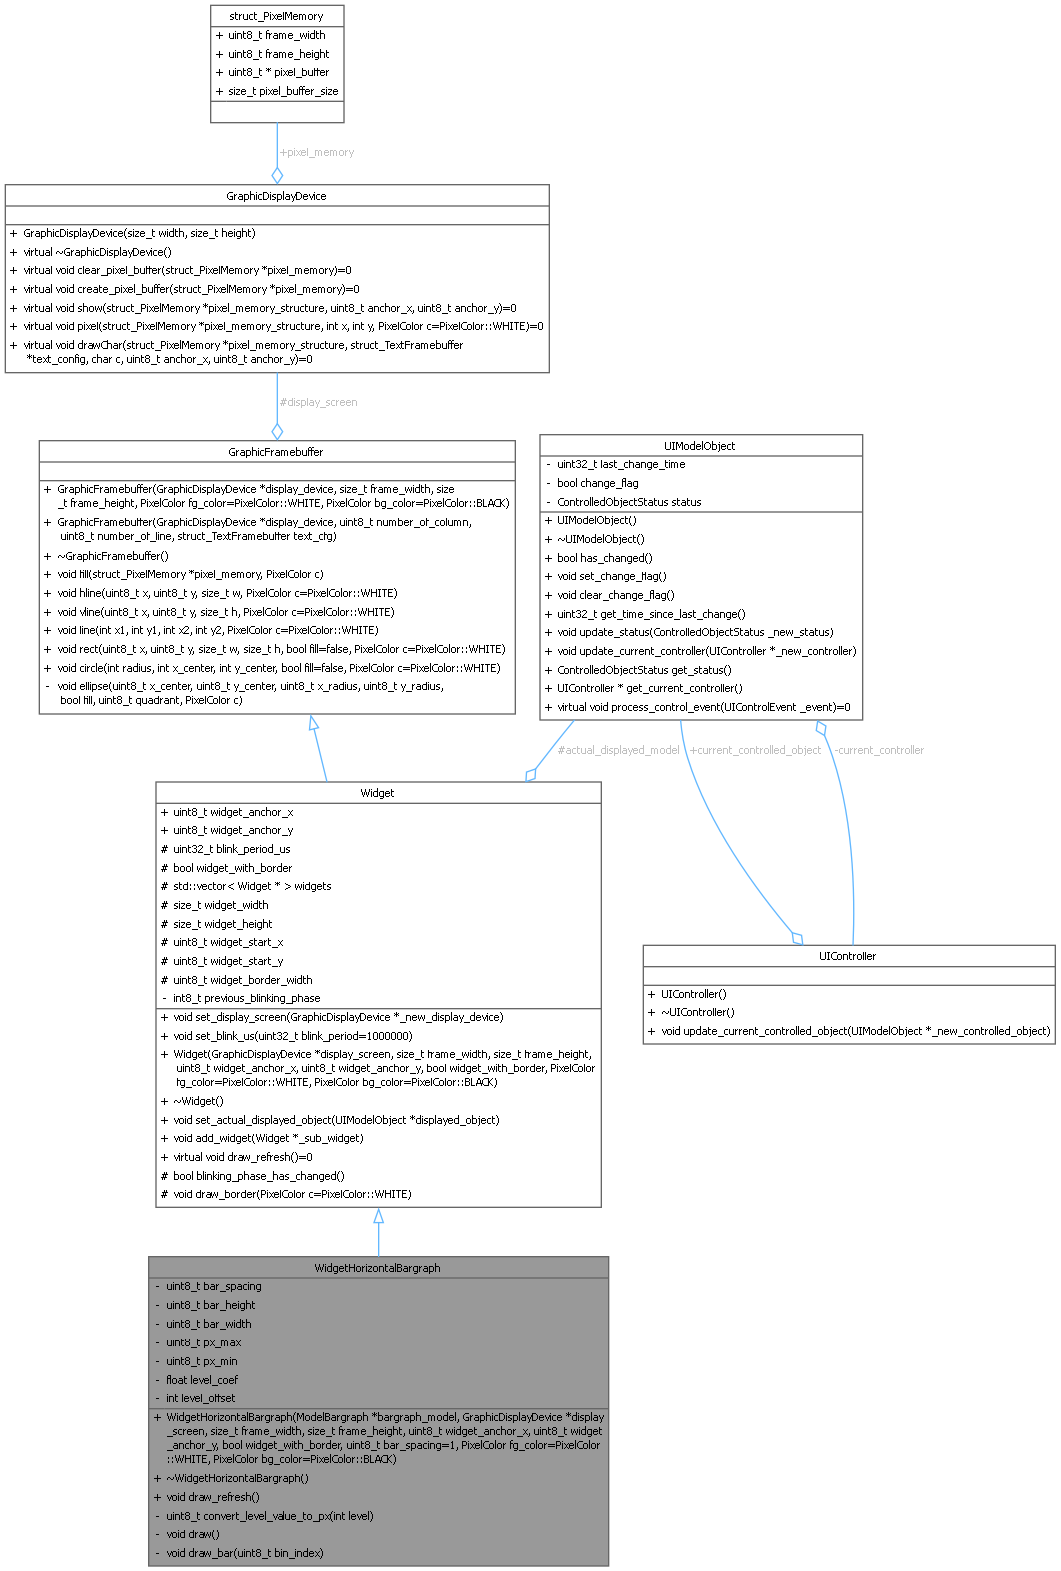 struct_PixelMemory
+ uint8_t frame_width
+ uint8_t frame_height
+ uint8_t * pixel_buffer
+ size_t pixel_buffer_size
+pixel_memory
GraphicDisplayDevice
+ GraphicDisplayDevice(size_t width, size_t height)
+ virtual ~GraphicDisplayDevice()
+ virtual void clear_pixel_buffer(struct_PixelMemory *pixel_memory)=0
+ virtual void create_pixel_buffer(struct_PixelMemory *pixel_memory)=0
+ virtual void show(struct_PixelMemory *pixel_memory_structure, uint8_t anchor_x, uint8_t anchor_y)=0
+ virtual void pixel(struct_PixelMemory *pixel_memory_structure, int x, int y, PixelColor c=PixelColor::WHITE)=0
+ virtual void drawChar(struct_PixelMemory *pixel_memory_structure, struct_TextFramebuffer
*text_config, char c, uint8_t anchor_x, uint8_t anchor_y)=0
#display_screen
GraphicFramebuffer
+ GraphicFramebuffer(GraphicDisplayDevice *display_device, size_t frame_width, size
_t frame_height, PixelColor fg_color=PixelColor::WHITE, PixelColor bg_color=PixelColor::BLACK)
+ GraphicFramebuffer(GraphicDisplayDevice *display_device, uint8_t number_of_column,
uint8_t number_of_line, struct_TextFramebuffer text_cfg)
+ ~GraphicFramebuffer()
+ void fill(struct_PixelMemory *pixel_memory, PixelColor c)
+ void hline(uint8_t x, uint8_t y, size_t w, PixelColor c=PixelColor::WHITE)
+ void vline(uint8_t x, uint8_t y, size_t h, PixelColor c=PixelColor::WHITE)
+ void line(int x1, int y1, int x2, int y2, PixelColor c=PixelColor::WHITE)
+ void rect(uint8_t x, uint8_t y, size_t w, size_t h, bool fill=false, PixelColor c=PixelColor::WHITE)
+ void circle(int radius, int x_center, int y_center, bool fill=false, PixelColor c=PixelColor::WHITE)
- void ellipse(uint8_t x_center, uint8_t y_center, uint8_t x_radius, uint8_t y_radius,
bool fill, uint8_t quadrant, PixelColor c)
UIModelObject
- uint32_t last_change_time
- bool change_flag
- ControlledObjectStatus status
+ UIModelObject()
+ ~UIModelObject()
+ bool has_changed()
+ void set_change_flag()
+ void clear_change_flag()
+ uint32_t get_time_since_last_change()
+ void update_status(ControlledObjectStatus _new_status)
+ void update_current_controller(UIController *_new_controller)
+ ControlledObjectStatus get_status()
+ UIController * get_current_controller()
+ virtual void process_control_event(UIControlEvent _event)=0
#actual_displayed_model
+current_controlled_object
-current_controller
Widget
+ uint8_t widget_anchor_x
+ uint8_t widget_anchor_y
# uint32_t blink_period_us
# bool widget_with_border
# std::vector< Widget * > widgets
# size_t widget_width
# size_t widget_height
# uint8_t widget_start_x
# uint8_t widget_start_y
# uint8_t widget_border_width
- int8_t previous_blinking_phase
+ void set_display_screen(GraphicDisplayDevice *_new_display_device)
+ void set_blink_us(uint32_t blink_period=1000000)
+ Widget(GraphicDisplayDevice *display_screen, size_t frame_width, size_t frame_height,
uint8_t widget_anchor_x, uint8_t widget_anchor_y, bool widget_with_border, PixelColor
fg_color=PixelColor::WHITE, PixelColor bg_color=PixelColor::BLACK)
+ ~Widget()
+ void set_actual_displayed_object(UIModelObject *displayed_object)
+ void add_widget(Widget *_sub_widget)
+ virtual void draw_refresh()=0
# bool blinking_phase_has_changed()
# void draw_border(PixelColor c=PixelColor::WHITE)
UIController
+ UIController()
+ ~UIController()
+ void update_current_controlled_object(UIModelObject *_new_controlled_object)
WidgetHorizontalBargraph
- uint8_t bar_spacing
- uint8_t bar_height
- uint8_t bar_width
- uint8_t px_max
- uint8_t px_min
- float level_coef
- int level_offset
+ WidgetHorizontalBargraph(ModelBargraph *bargraph_model, GraphicDisplayDevice *display
_screen, size_t frame_width, size_t frame_height, uint8_t widget_anchor_x, uint8_t widget
_anchor_y, bool widget_with_border, uint8_t bar_spacing=1, PixelColor fg_color=PixelColor
::WHITE, PixelColor bg_color=PixelColor::BLACK)
+ ~WidgetHorizontalBargraph()
+ void draw_refresh()
- uint8_t convert_level_value_to_px(int level)
- void draw()
- void draw_bar(uint8_t bin_index)